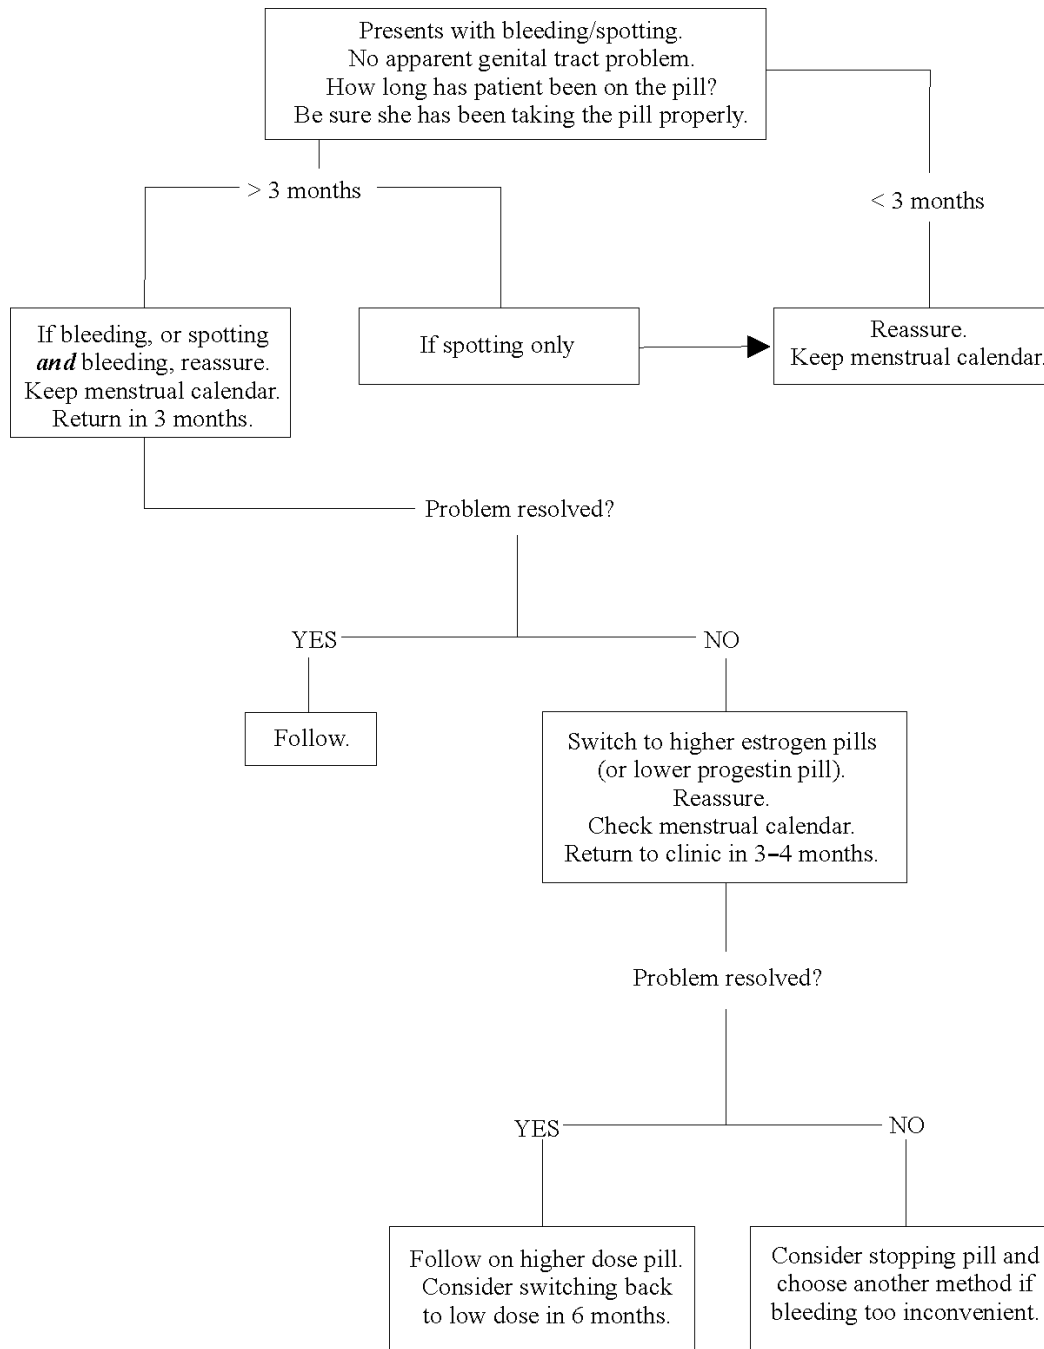 Presents with bleeding/spotting.
No apparent genital tract problem.
How long has patient been on the pill?
Be sure she has been taking the pill properly.
> 3 months
< 3 months
If bleeding, or spotting
and bleeding, reassure.
Keep menstrual calendar.
Return in 3 months.
If spotting only
Reassure.
Keep menstrual calendar.
Problem resolved?
YES
NO
Follow.
Switch to higher estrogen pills
(or lower progestin pill).
Reassure.
Check menstrual calendar.
Return to clinic in 3–4 months.
Problem resolved?
YES
NO
Follow on higher dose pill.
Consider switching back
to low dose in 6 months.
Consider stopping pill and
choose another method if
bleeding too inconvenient.